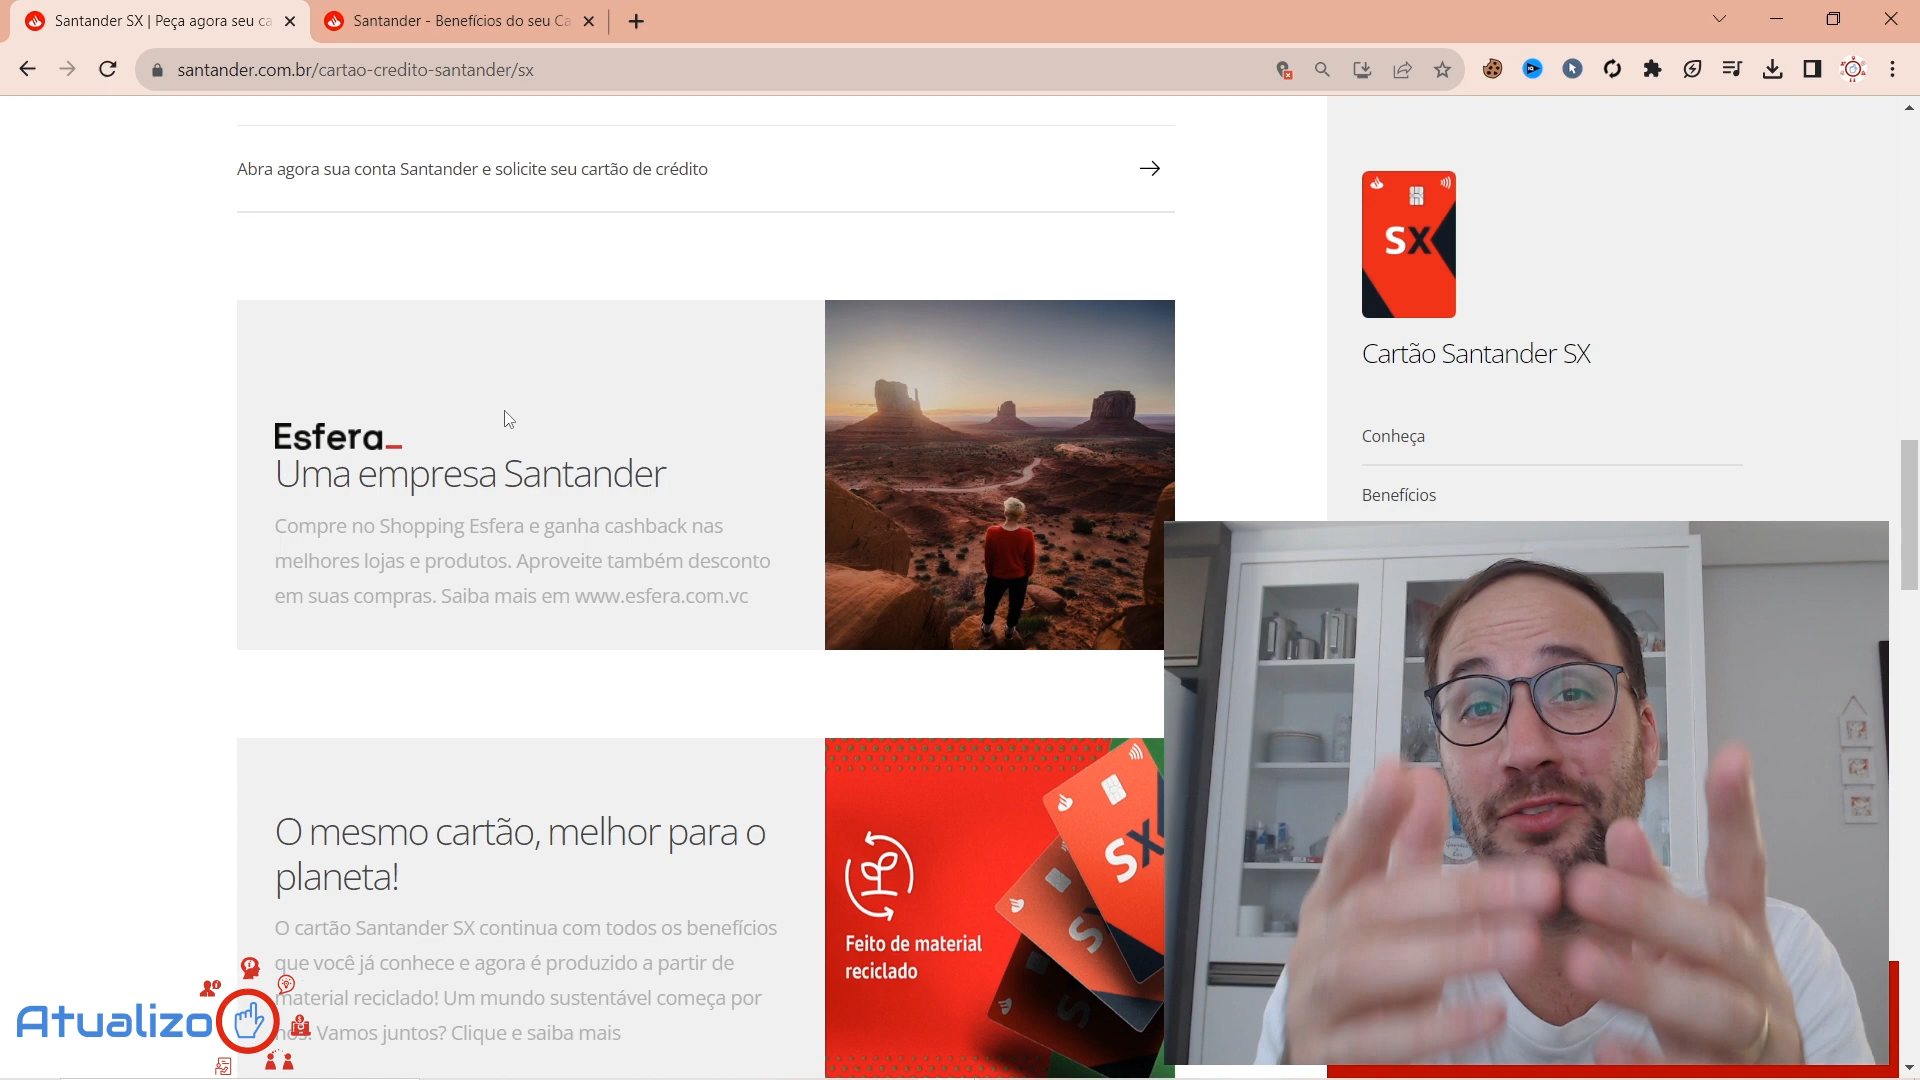 Santander SX | Peça agora seu ca
Santander - Benefícios do seu Ca
santander.com.br/cartao-credito-santander/sx
Abra agora sua conta Santander e solicite seu cartão de crédito
SX
Cartão Santander SX
Conheça
Benefícios
Esfera_
Uma empresa Santander
Compre no Shopping Esfera e ganha cashback nas
melhores lojas e produtos. Aproveite também desconto
em suas compras. Saiba mais em www.esfera.com.vc
O mesmo cartão, melhor para o
planeta!
O cartão Santander SX continua com todos os benefícios
que você já conhece e agora é produzido a partir de
material reciclado! Um mundo sustentável começa por
nós! Vamos juntos? Clique e saiba mais
Feito de material
reciclado
SX
SX
SX
Atualizo